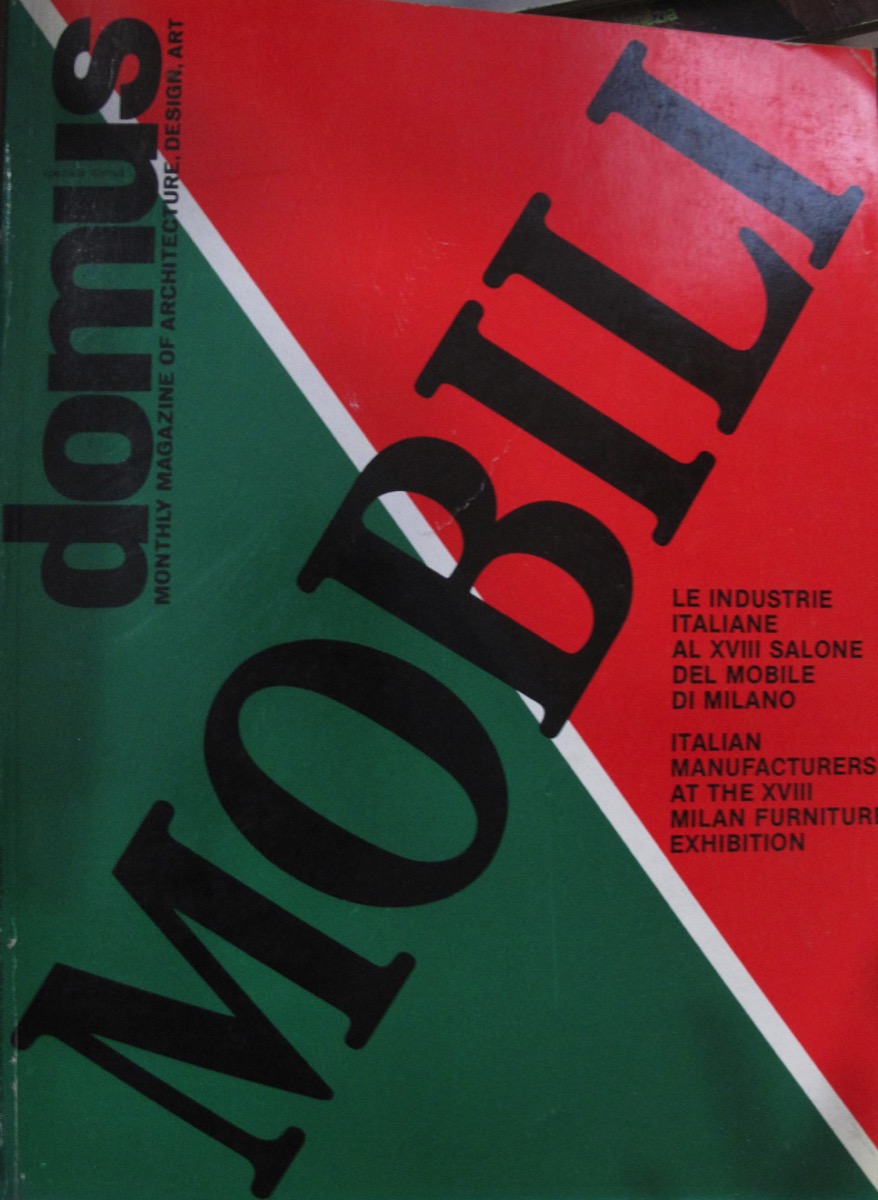 domus
MONTHLY MAGAZINE OF ARCHITECTURE, DESIGN, ART
MOBILI
LE INDUSTRIE
ITALIANE
AL XVIII SALONE
DEL MOBILE
DI MILANO
ITALIAN
MANUFACTURERS
AT THE XVIII
MILAN FURNITURE
EXHIBITION